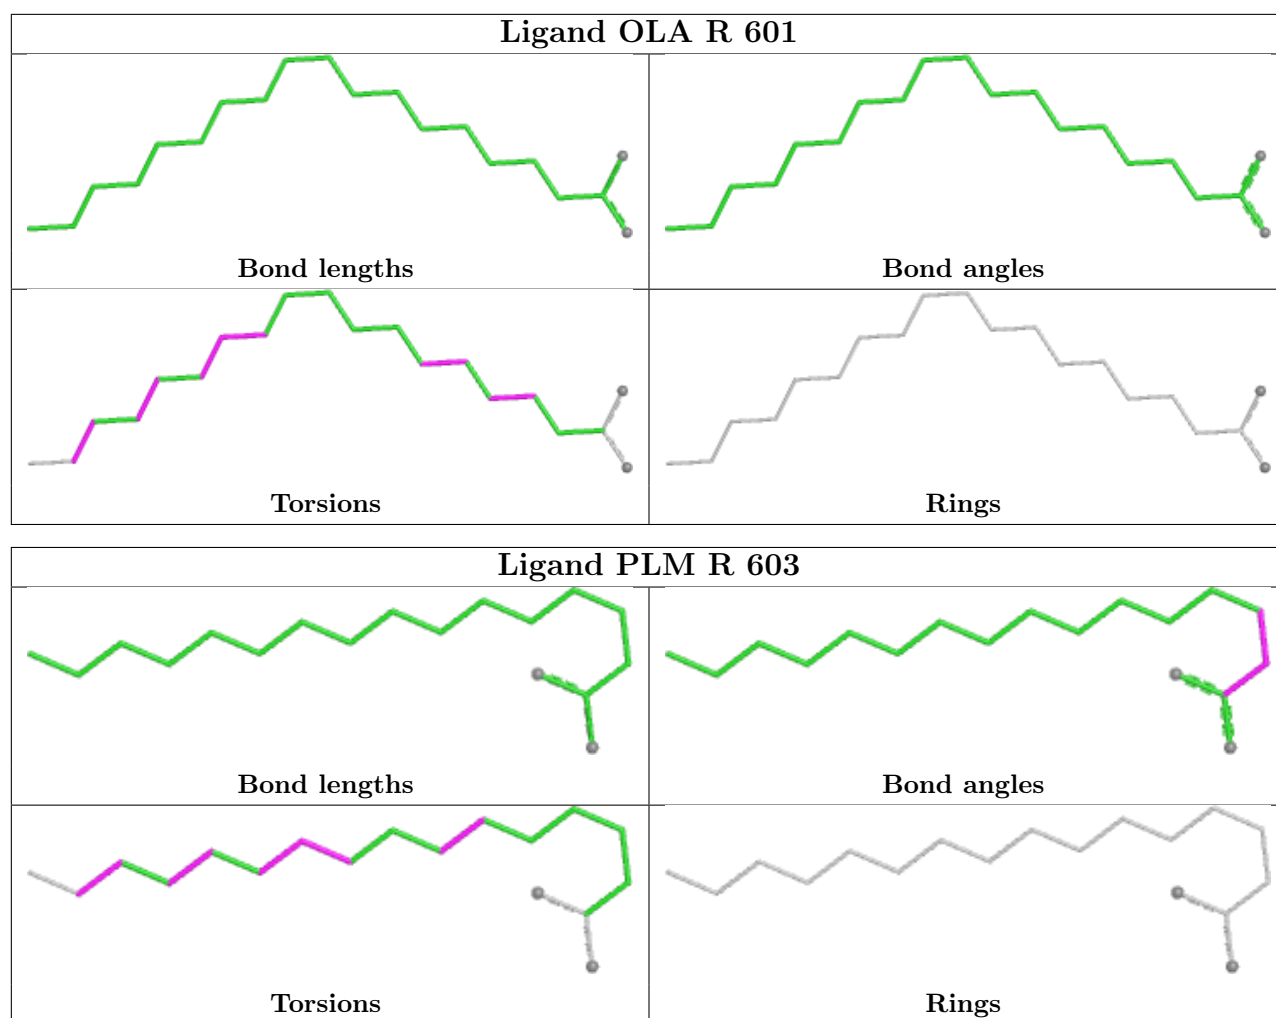 Ligand OLA R 601
Bond lengths
Bond angles
Torsions
Rings
Ligand PLM R 603
Bond lengths
Bond angles
Torsions
Rings